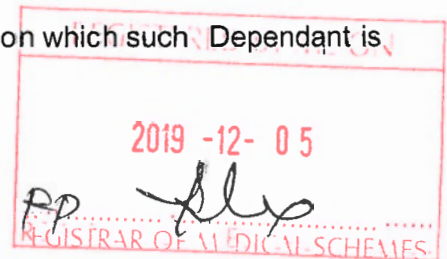 on which such Dependant is
2019 -12- 05
pp
REGISTRAR OF MEDICAL SCHEMES